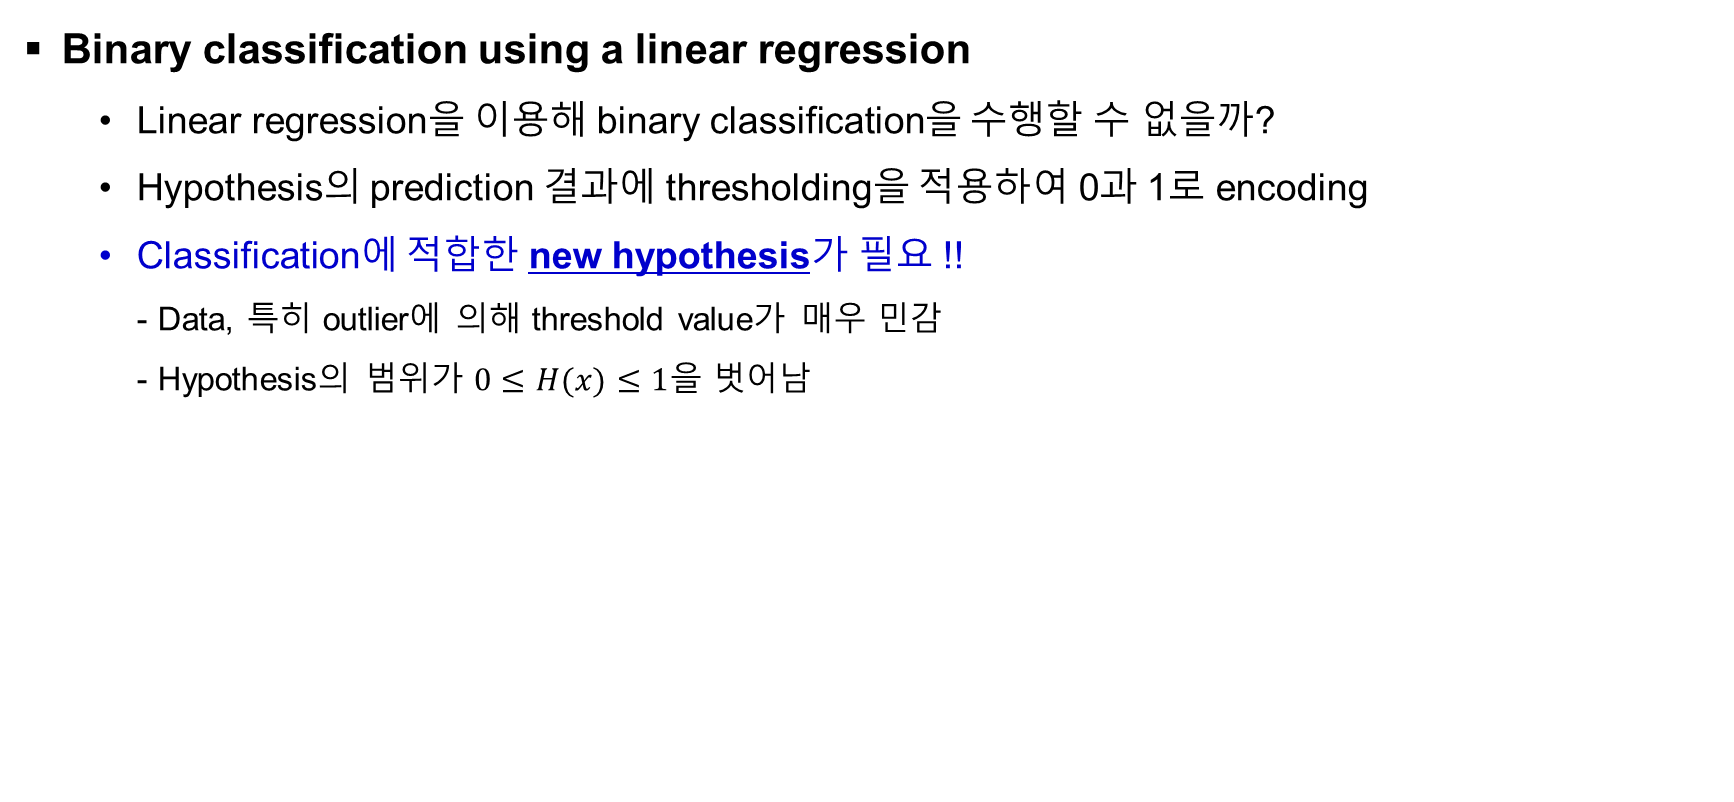 ▪ Binary classification using a linear regression
• Linear regression을 이용해 binary classification을 수행할 수 없을까?
• Hypothesis의 prediction 결과에 thresholding을 적용하여 0과 1로 encoding
• Classification에 적합한 new hypothesis가 필요 !!
- Data, 특히 outlier에 의해 threshold value가 매우 민감
- Hypothesis의 범위가 0 ≤ H(x) ≤ 1을 벗어남